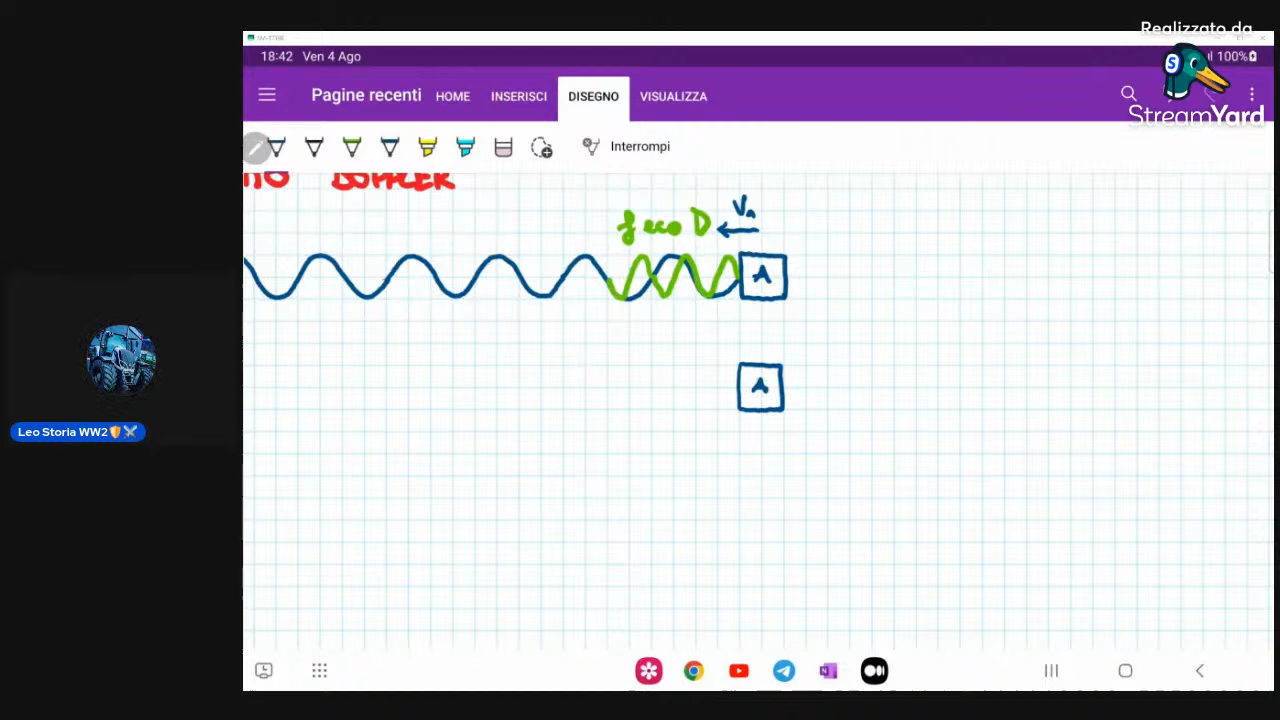 Realizzato da
StreamYard
18:42 Ven 4 Ago
100%
Pagine recenti HOME INSERISCI DISEGNO VISUALIZZA
Interrompi
DOPPLER
f eco D
Va
A
A
Leo Storia WW2🛡️⚔️